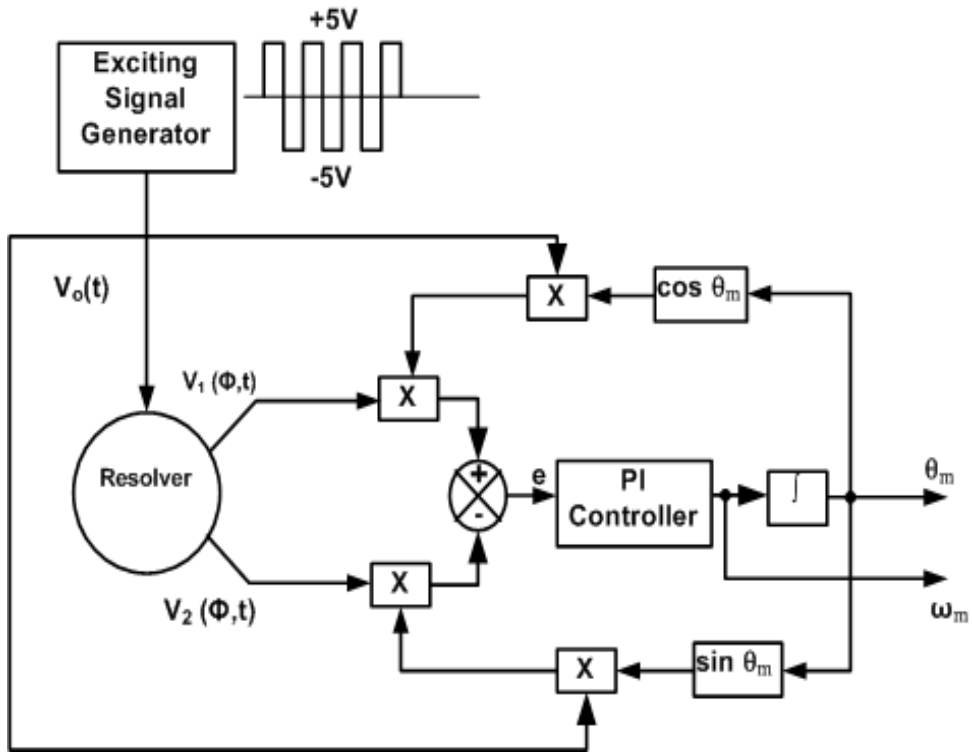 +5V
Exciting
Signal
Generator
-5V
Vₒ(t)
X
cos θₘ
V₁ (Φ,t)
X
Resolver
+
-
e
PI
Controller
∫
θₘ
ωₘ
X
V₂ (Φ,t)
X
sin θₘ